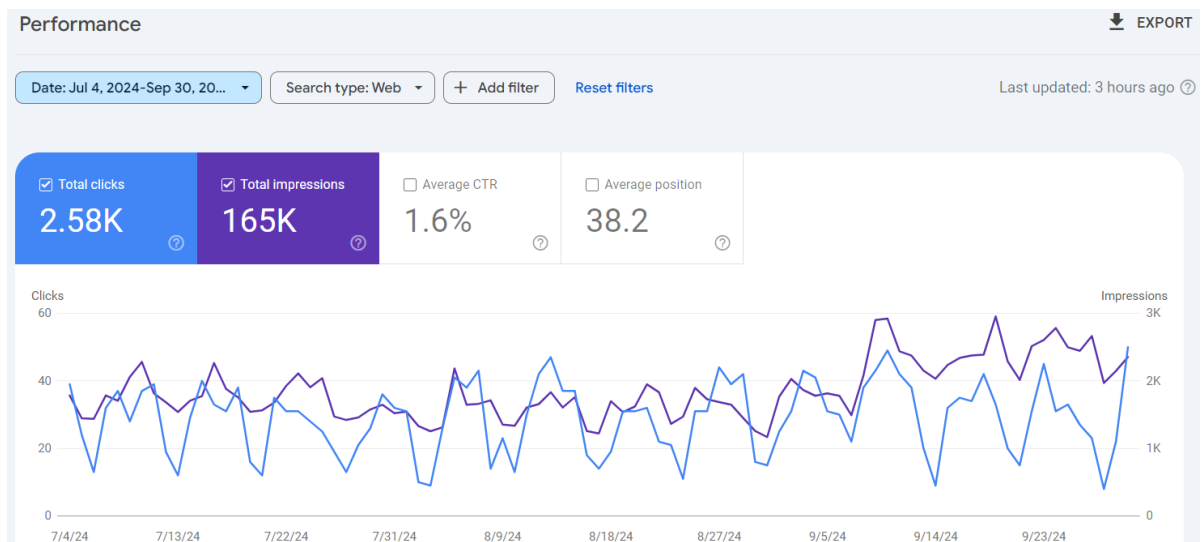 Performance
EXPORT
Date: Jul 4, 2024-Sep 30, 20...
Search type: Web
+ Add filter
Reset filters
Last updated: 3 hours ago
Total clicks
2.58K
Total impressions
165K
Average CTR
1.6%
Average position
38.2
Clicks
Impressions
60
3K
40
2K
20
1K
0
0
7/4/24
7/13/24
7/22/24
7/31/24
8/9/24
8/18/24
8/27/24
9/5/24
9/14/24
9/23/24